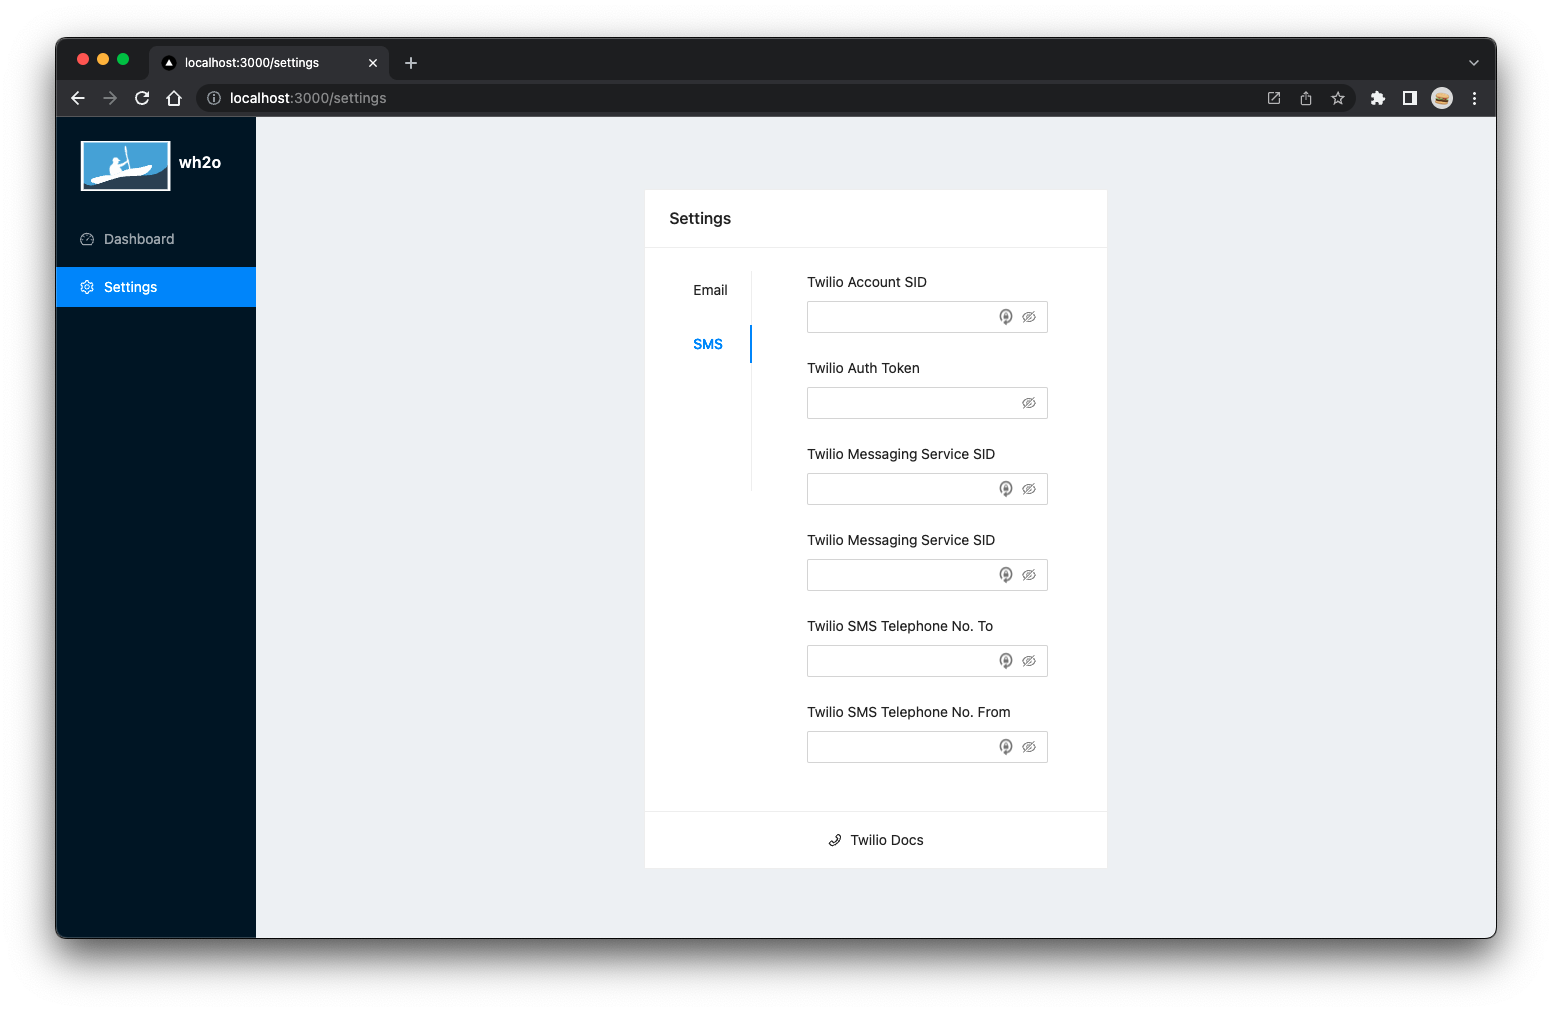 localhost:3000/settings
localhost:3000/settings
wh2o
Dashboard
Settings
Settings
Email
SMS
Twilio Account SID
Twilio Auth Token
Twilio Messaging Service SID
Twilio Messaging Service SID
Twilio SMS Telephone No. To
Twilio SMS Telephone No. From
Twilio Docs